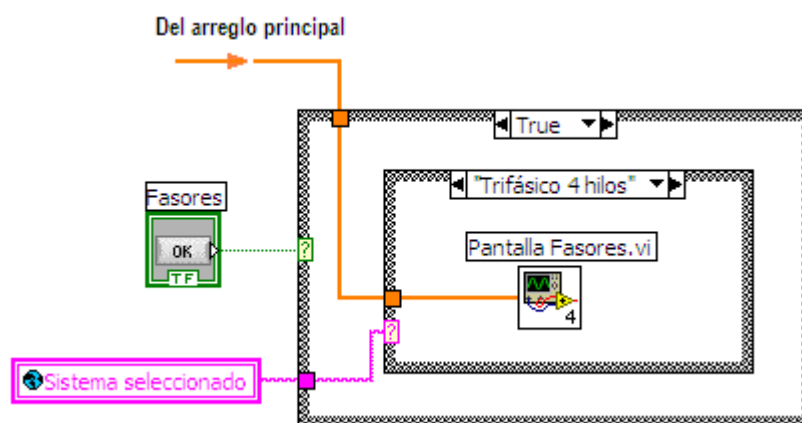 Del arreglo principal
True
"Trifásico 4 hilos"
Fasores
OK
TF
?
Pantalla Fasores.vi
4
?
Sistema seleccionado